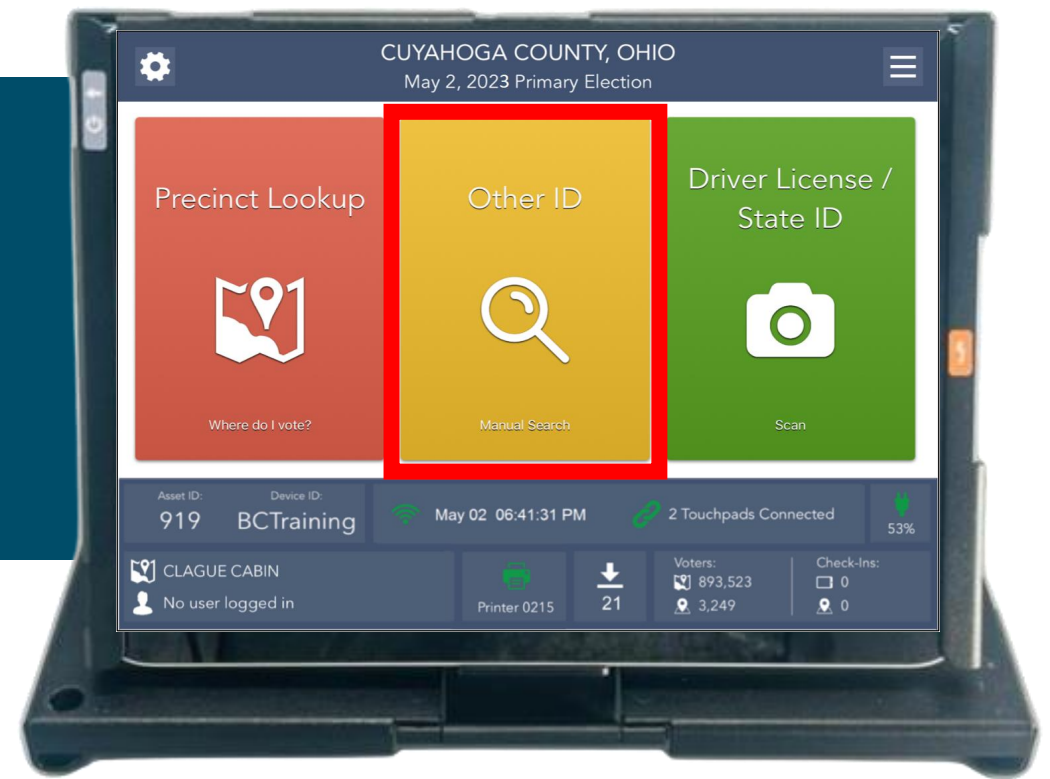 CUYAHOGA COUNTY, OHIO
May 2, 2023 Primary Election
Precinct Lookup
Where do I vote?
Other ID
Manual Search
Driver License /
State ID
Scan
Asset ID:
919
Device ID:
BCTraining
May 02 06:41:31 PM
2 Touchpads Connected
53%
CLAGUE CABIN
No user logged in
Printer 0215
21
Voters:
893,523
3,249
Check-Ins:
0
0